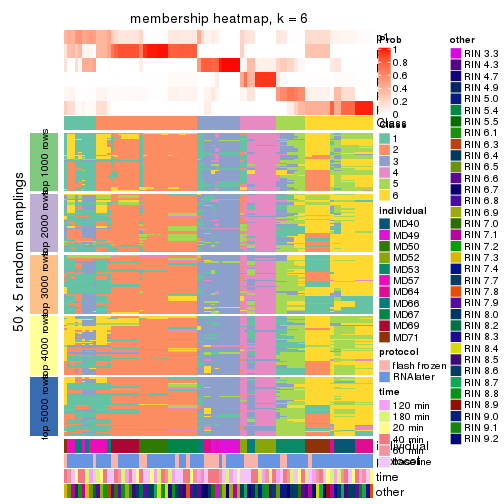 membership heatmap, k = 6
50 x 5 random samplings
top 1000 rows
top 2000 rows
top 3000 rows
top 4000 rows
top 5000 rows
Class
individual
protocol
time
other
Prob
1
0.8
0.6
0.4
0.2
0
Class
1
2
3
4
5
6
individual
MD40
MD49
MD50
MD52
MD53
MD57
MD64
MD66
MD67
MD69
MD71
protocol
flash frozen
RNAlater
time
120 min
180 min
20 min
40 min
60 min
other
RIN 3.3
RIN 4.3
RIN 4.7
RIN 4.9
RIN 5.0
RIN 5.4
RIN 5.5
RIN 6.1
RIN 6.3
RIN 6.4
RIN 6.5
RIN 6.6
RIN 6.7
RIN 6.8
RIN 6.9
RIN 7.0
RIN 7.1
RIN 7.2
RIN 7.3
RIN 7.4
RIN 7.7
RIN 7.8
RIN 7.9
RIN 8.0
RIN 8.2
RIN 8.3
RIN 8.4
RIN 8.5
RIN 8.6
RIN 8.7
RIN 8.8
RIN 8.9
RIN 9.0
RIN 9.1
RIN 9.2